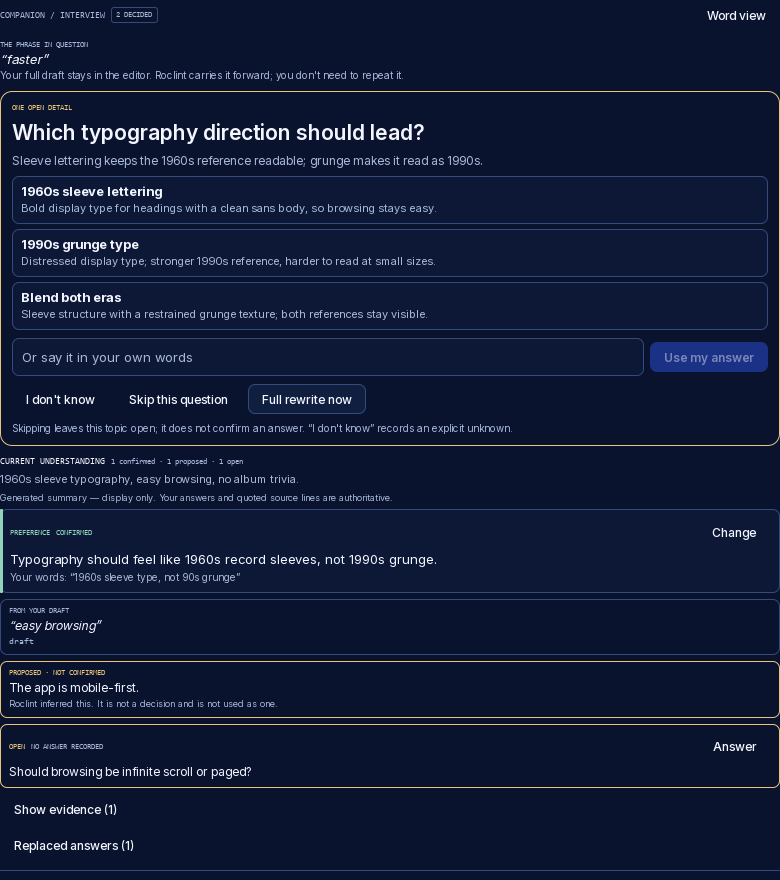 COMPANION / INTERVIEW 2 DECIDED Word view
THE PHRASE IN QUESTION
“faster”
Your full draft stays in the editor. Roclint carries it forward; you don't need to repeat it.
ONE OPEN DETAIL
Which typography direction should lead?
Sleeve lettering keeps the 1960s reference readable; grunge makes it read as 1990s.
1960s sleeve lettering
Bold display type for headings with a clean sans body, so browsing stays easy.
1990s grunge type
Distressed display type; stronger 1990s reference, harder to read at small sizes.
Blend both eras
Sleeve structure with a restrained grunge texture; both references stay visible.
Or say it in your own words Use my answer
I don't know Skip this question Full rewrite now
Skipping leaves this topic open; it does not confirm an answer. “I don't know” records an explicit unknown.
CURRENT UNDERSTANDING 1 confirmed · 1 proposed · 1 open
1960s sleeve typography, easy browsing, no album trivia.
Generated summary — display only. Your answers and quoted source lines are authoritative.
PREFERENCE CONFIRMED Change
Typography should feel like 1960s record sleeves, not 1990s grunge.
Your words: “1960s sleeve type, not 90s grunge”
FROM YOUR DRAFT
“easy browsing”
draft
PROPOSED · NOT CONFIRMED
The app is mobile-first.
Roclint inferred this. It is not a decision and is not used as one.
OPEN NO ANSWER RECORDED Answer
Should browsing be infinite scroll or paged?
Show evidence (1)
Replaced answers (1)